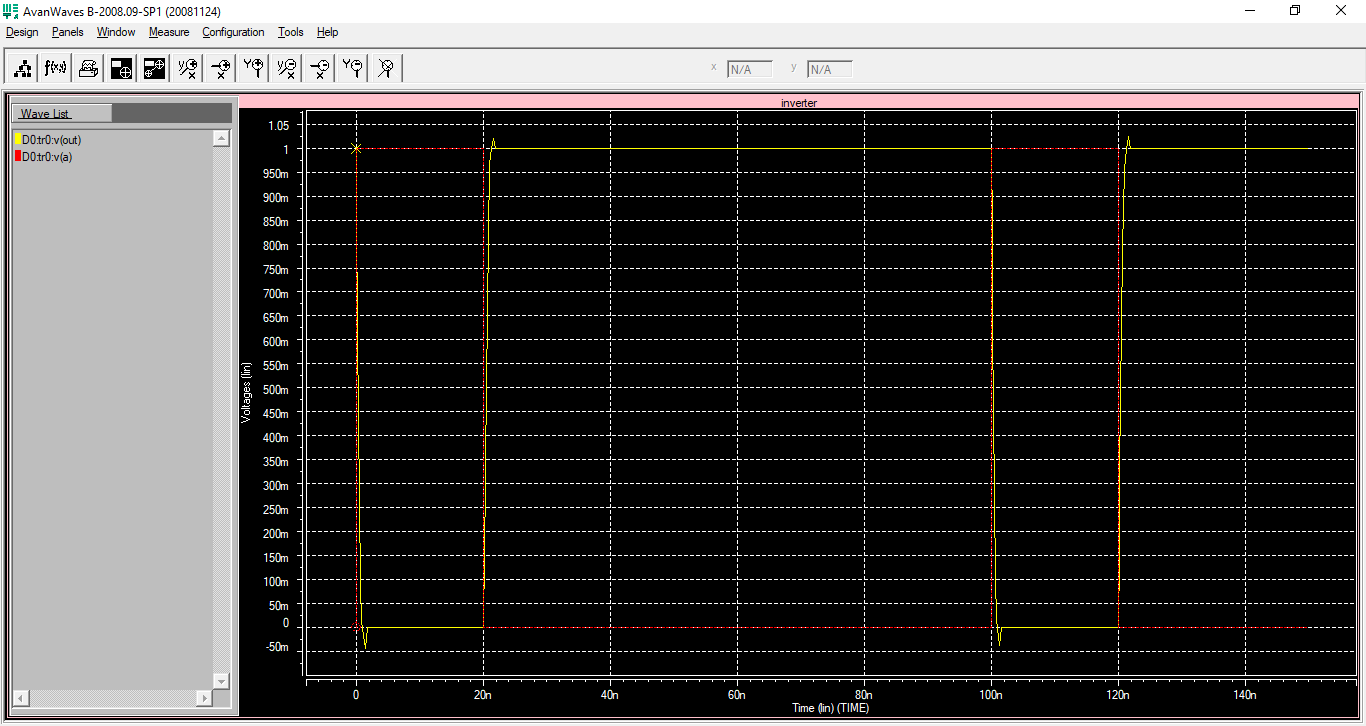 AvanWaves B-2008.09-SP1 (20081124)
Design Panels Window Measure Configuration Tools Help
f(x) x N/A y N/A
Wave List
D0:tr0:v(out)
D0:tr0:v(a)
inverter
1.05
1
950m
900m
850m
800m
750m
700m
650m
600m
550m
500m
450m
400m
350m
300m
250m
200m
150m
100m
50m
0
-50m
Voltages (lin)
0 20n 40n 60n 80n 100n 120n 140n
Time (lin) (TIME)